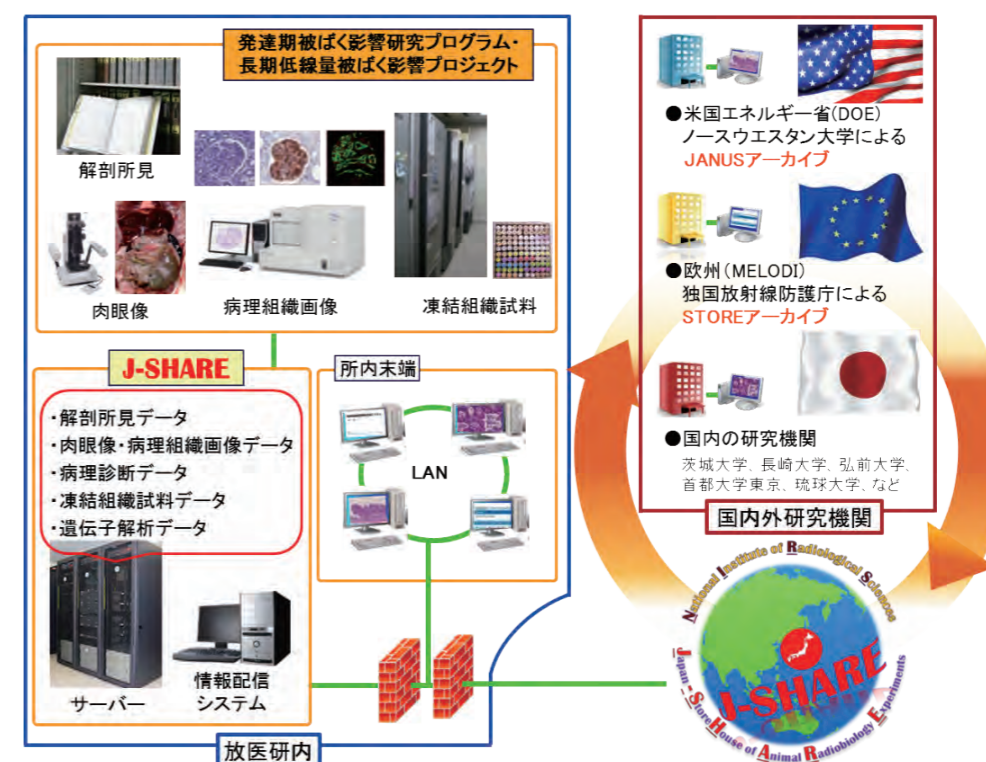 発達期被ばく影響研究プログラム・
長期低線量被ばく影響プロジェクト
解剖所見
肉眼像
病理組織画像
凍結組織試料
J-SHARE
・解剖所見データ
・肉眼像・病理組織画像データ
・病理診断データ
・凍結組織試料データ
・遺伝子解析データ
サーバー
情報配信
システム
所内末端
LAN
放医研内
●米国エネルギー省(DOE)
ノースウエスタン大学による
JANUSアーカイブ
●欧州(MELODI)
独国放射線防護庁による
STOREアーカイブ
●国内の研究機関
茨城大学、長崎大学、弘前大学、
首都大学東京、琉球大学、など
国内外研究機関
National Institute of Radiological Sciences
J-SHARE
Japan - StoreHouse of Animal Radiobiology Experiments